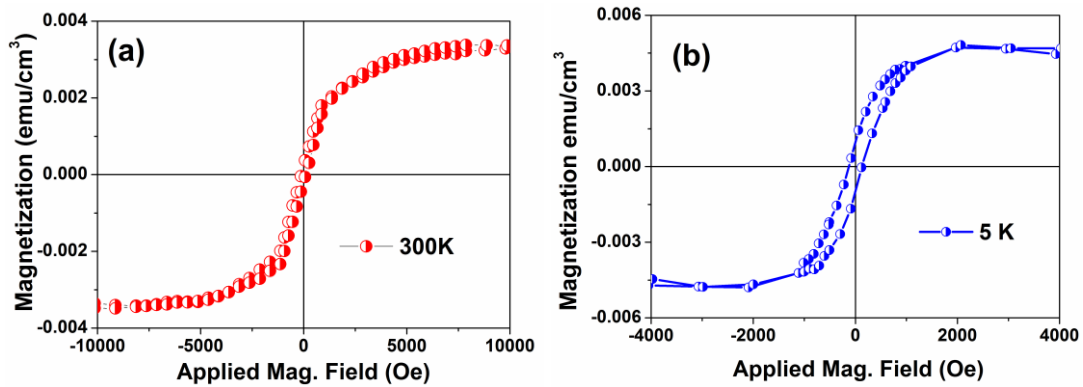 (a)
Magnetization (emu/cm³)
0.004
0.002
0.000
-0.002
-0.004
300K
-10000 -5000 0 5000 10000
Applied Mag. Field (Oe)
(b)
Magnetization emu/cm³
0.006
0.003
0.000
-0.003
-0.006
5 K
-4000 -2000 0 2000 4000
Applied Mag. Field (Oe)